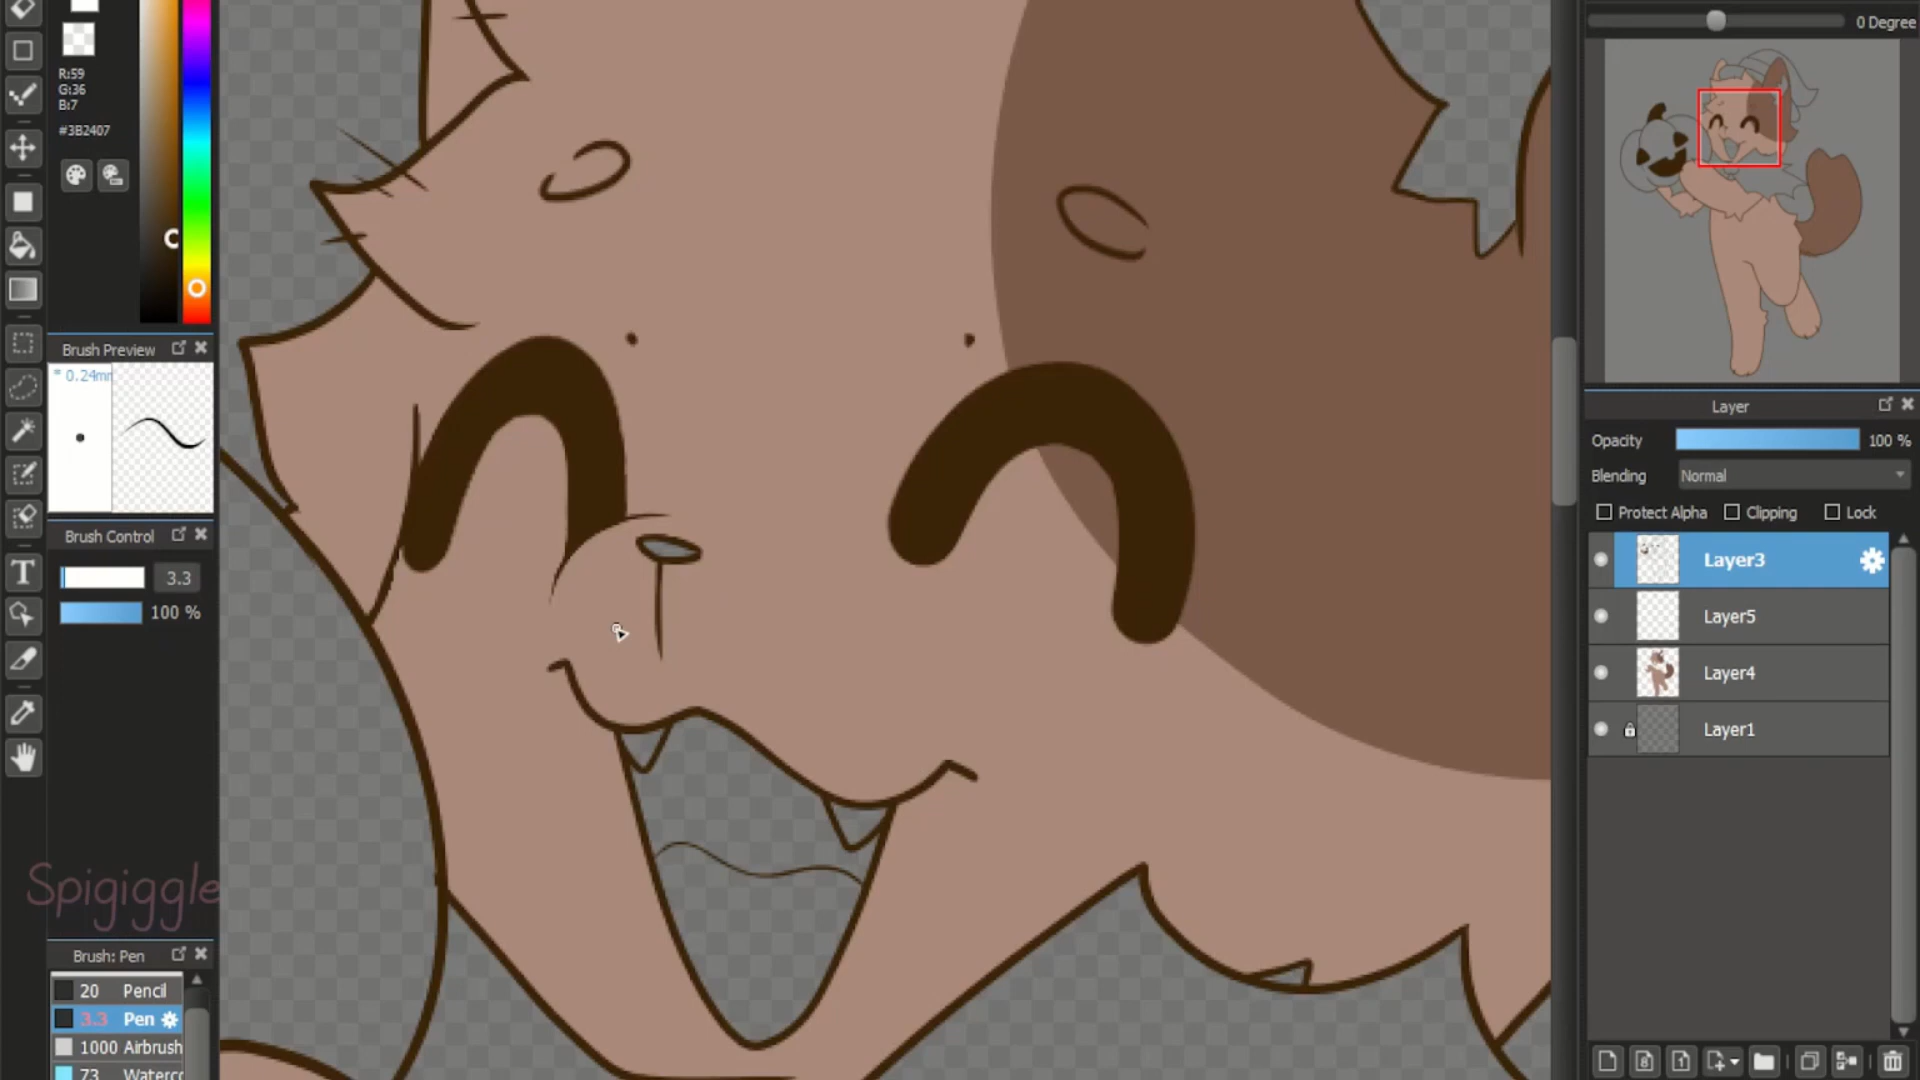 0 Degree
R:59
G:36
B:7
#3B2407
Brush Preview
* 0.24mm
Layer
Opacity 100 %
Blending Normal
Protect Alpha Clipping Lock
Brush Control
3.3
100 %
Layer3
Layer5
Layer4
Layer1
Spigiggle
Brush: Pen
20 Pencil
3.3 Pen
1000 Airbrush
73 Waterco